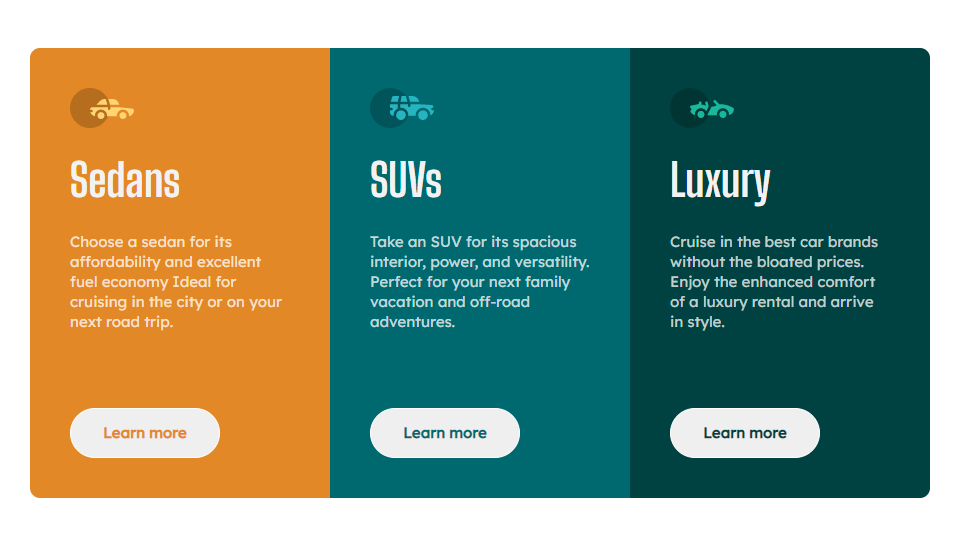 Sedans
Choose a sedan for its
affordability and excellent
fuel economy Ideal for
cruising in the city or on your
next road trip.
Learn more
SUVs
Take an SUV for its spacious
interior, power, and versatility.
Perfect for your next family
vacation and off-road
adventures.
Learn more
Luxury
Cruise in the best car brands
without the bloated prices.
Enjoy the enhanced comfort
of a luxury rental and arrive
in style.
Learn more